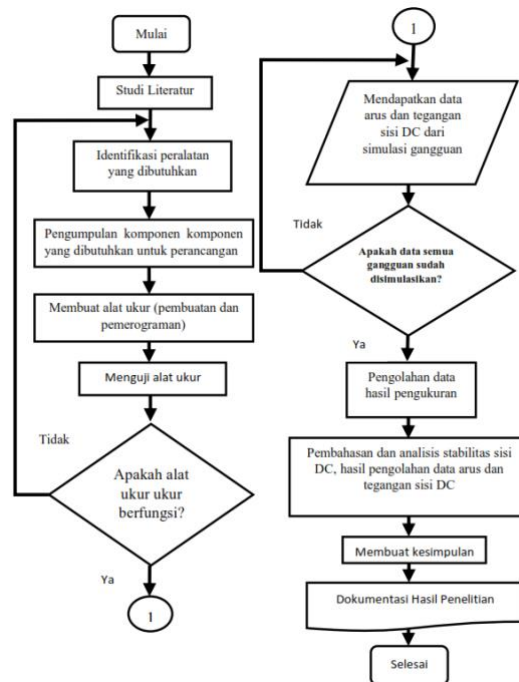 Mulai
Studi Literatur
Identifikasi peralatan
yang dibutuhkan
Pengumpulan komponen komponen
yang dibutuhkan untuk perancangan
Membuat alat ukur (pembuatan dan
pemerograman)
Menguji alat ukur
Tidak
Apakah alat
ukur ukur
berfungsi?
Ya
1
1
Mendapatkan data
arus dan tegangan
sisi DC dari
simulasi gangguan
Tidak
Apakah data semua
gangguan sudah
disimulasikan?
Ya
Pengolahan data
hasil pengukuran
Pembahasan dan analisis stabilitas sisi
DC, hasil pengolahan data arus dan
tegangan sisi DC
Membuat kesimpulan
Dokumentasi Hasil Penelitian
Selesai